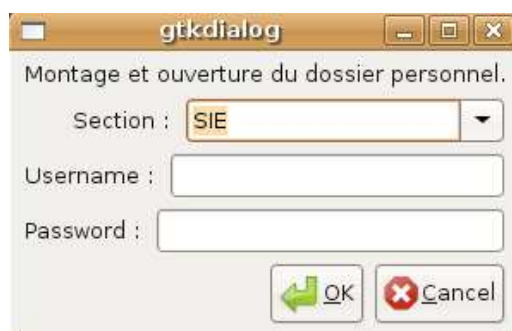 gtkdialog
Montage et ouverture du dossier personnel.
Section : SIE
Username :
Password :
OK Cancel